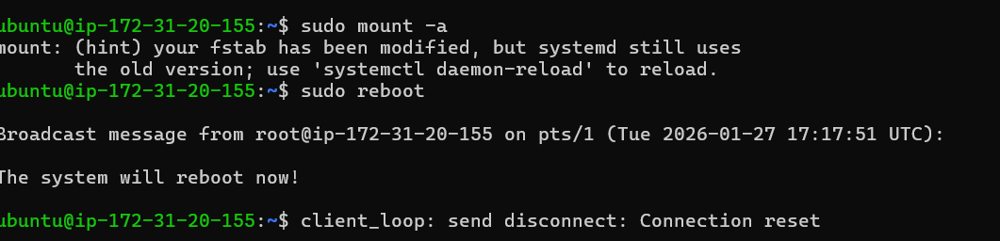 ubuntu@ip-172-31-20-155:~$ sudo mount -a
mount: (hint) your fstab has been modified, but systemd still uses
       the old version; use 'systemctl daemon-reload' to reload.
ubuntu@ip-172-31-20-155:~$ sudo reboot

Broadcast message from root@ip-172-31-20-155 on pts/1 (Tue 2026-01-27 17:17:51 UTC):

The system will reboot now!

ubuntu@ip-172-31-20-155:~$ client_loop: send disconnect: Connection reset